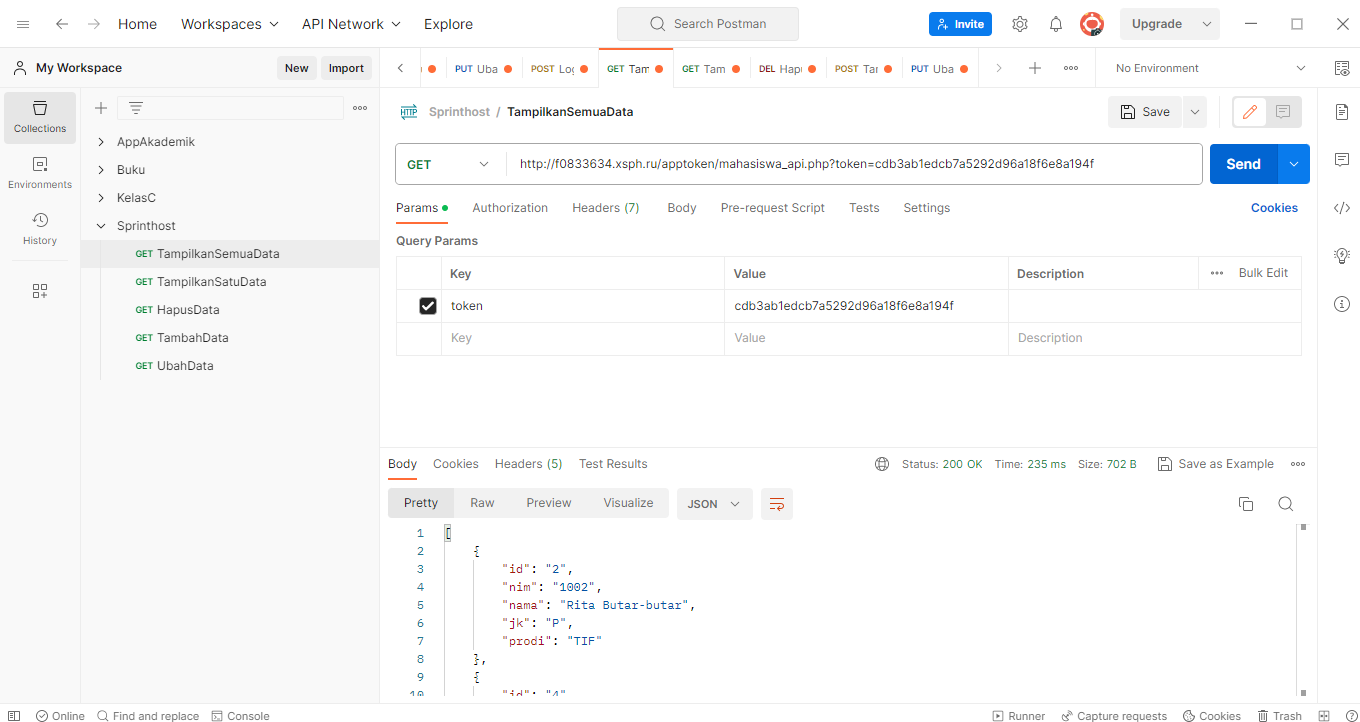 Home Workspaces API Network Explore Search Postman Invite Upgrade
My Workspace New Import
PUT Uba POST Log GET Tam GET Tam DEL Hapu POST Tar PUT Uba No Environment
Collections
Environments
History
AppAkademik
Buku
KelasC
Sprinthost
GET TampilkanSemuaData
GET TampilkanSatuData
GET HapusData
GET TambahData
GET UbahData
HTTP Sprinthost / TampilkanSemuaData Save
GET http://f0833634.xsph.ru/apptoken/mahasiswa_api.php?token=cdb3ab1edcb7a5292d96a18f6e8a194f Send
Params Authorization Headers (7) Body Pre-request Script Tests Settings Cookies
Query Params
Key Value Description Bulk Edit
token cdb3ab1edcb7a5292d96a18f6e8a194f
Key Value Description
Body Cookies Headers (5) Test Results Status: 200 OK Time: 235 ms Size: 702 B Save as Example
Pretty Raw Preview Visualize JSON
1 [
2 {
3 "id": "2",
4 "nim": "1002",
5 "nama": "Rita Butar-butar",
6 "jk": "P",
7 "prodi": "TIF"
8 },
9 {
10 "id": "4"
Online Find and replace Console Runner Capture requests Cookies Trash